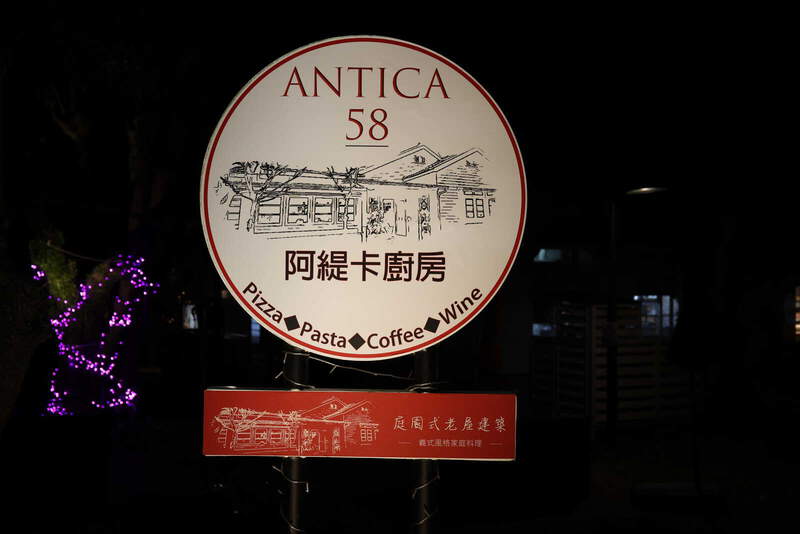 ANTICA
58
阿緹卡廚房
Pizza◆Pasta◆Coffee◆Wine
庭園式老屋建築
義式風格家庭料理